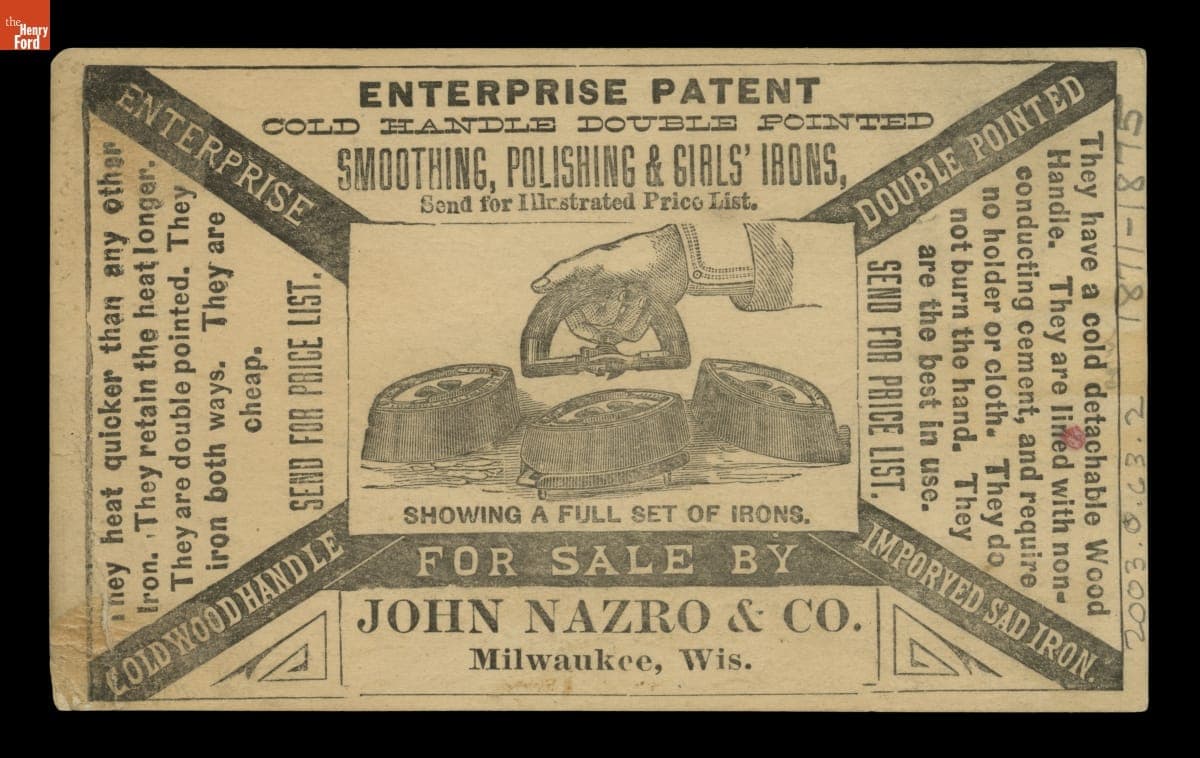 the
Henry
Ford
ENTERPRISE PATENT
COLD HANDLE DOUBLE POINTED
SMOOTHING, POLISHING & GIRLS' IRONS,
Send for Illustrated Price List.
ENTERPRISE
DOUBLE POINTED
They heat quicker than any other
Iron. They retain the heat longer.
They are double pointed. They
iron both ways. They are
cheap.
SEND FOR PRICE LIST.
They have a cold detachable Wood
Handle. They are lined with non-
conducting cement, and require
no holder or cloth. They do
not burn the hand. They
are the best in use.
SEND FOR PRICE LIST.
SHOWING A FULL SET OF IRONS.
COLD WOOD HANDLE
IMPORYED SAD IRON.
FOR SALE BY
JOHN NAZRO & CO.
Milwaukee, Wis.
2003.0.63.2 1871-1875